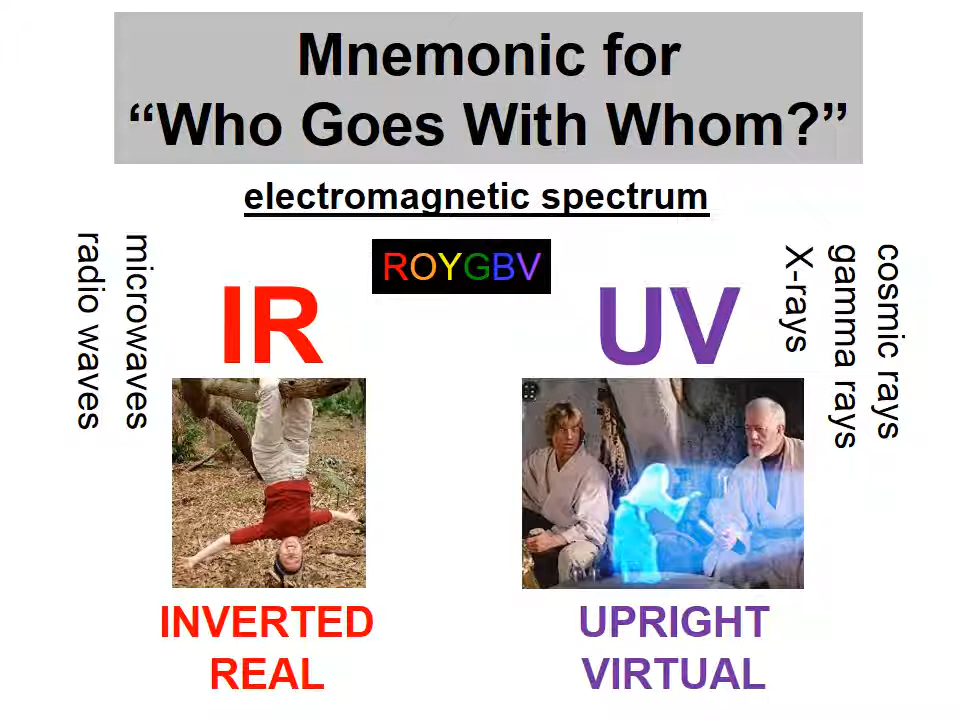 Mnemonic for
“Who Goes With Whom?”
electromagnetic spectrum
radio waves
microwaves
IR
ROYGBV
UV
X-rays
gamma rays
cosmic rays
INVERTED
REAL
UPRIGHT
VIRTUAL